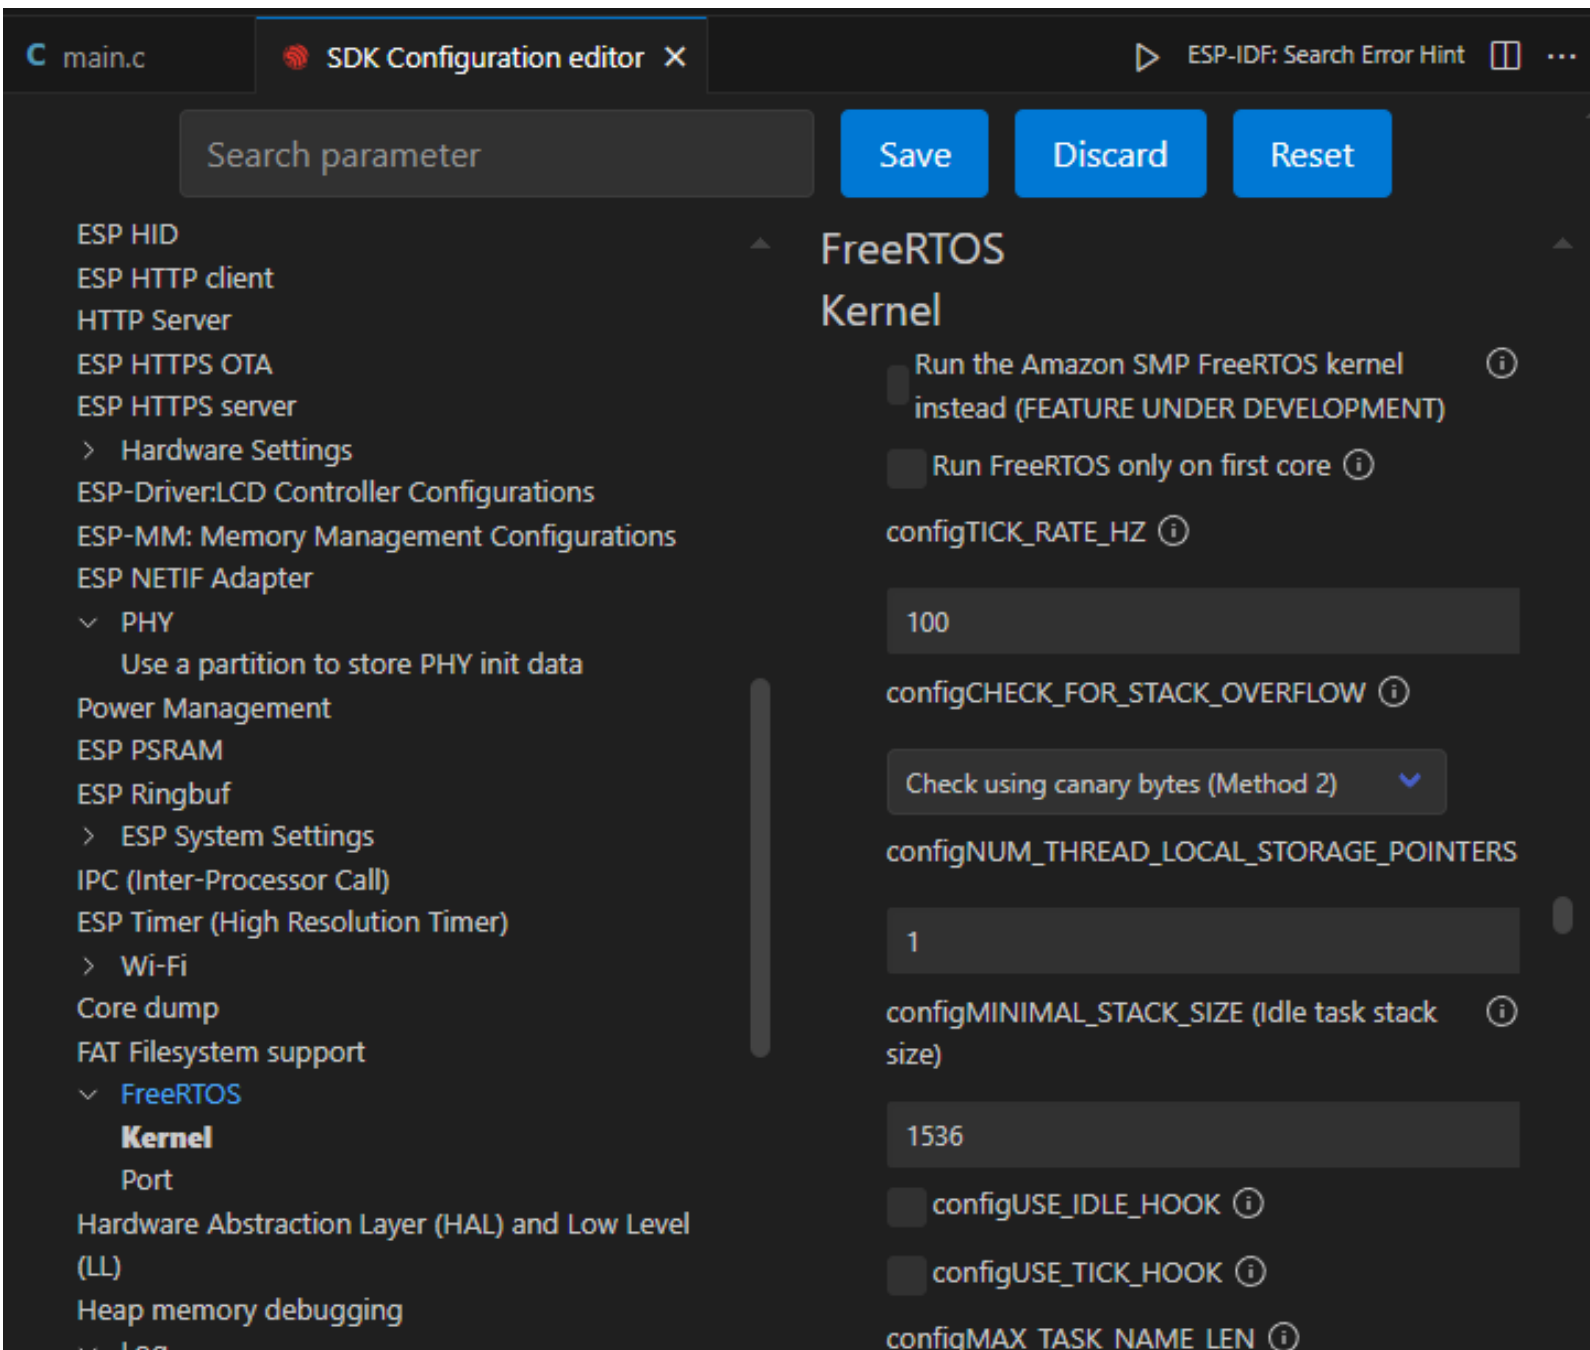 C main.c
SDK Configuration editor
ESP-IDF: Search Error Hint
Search parameter
Save
Discard
Reset
ESP HID
ESP HTTP client
HTTP Server
ESP HTTPS OTA
ESP HTTPS server
Hardware Settings
ESP-Driver:LCD Controller Configurations
ESP-MM: Memory Management Configurations
ESP NETIF Adapter
PHY
Use a partition to store PHY init data
Power Management
ESP PSRAM
ESP Ringbuf
ESP System Settings
IPC (Inter-Processor Call)
ESP Timer (High Resolution Timer)
Wi-Fi
Core dump
FAT Filesystem support
FreeRTOS
Kernel
Port
Hardware Abstraction Layer (HAL) and Low Level
(LL)
Heap memory debugging
Log
FreeRTOS
Kernel
Run the Amazon SMP FreeRTOS kernel
instead (FEATURE UNDER DEVELOPMENT)
Run FreeRTOS only on first core
configTICK_RATE_HZ
100
configCHECK_FOR_STACK_OVERFLOW
Check using canary bytes (Method 2)
configNUM_THREAD_LOCAL_STORAGE_POINTERS
1
configMINIMAL_STACK_SIZE (Idle task stack
size)
1536
configUSE_IDLE_HOOK
configUSE_TICK_HOOK
configMAX_TASK_NAME_LEN